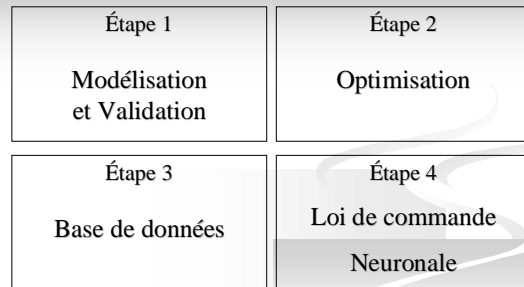 Étape 1
Modélisation
et Validation
Étape 2
Optimisation
Étape 3
Base de données
Étape 4
Loi de commande
Neuronale